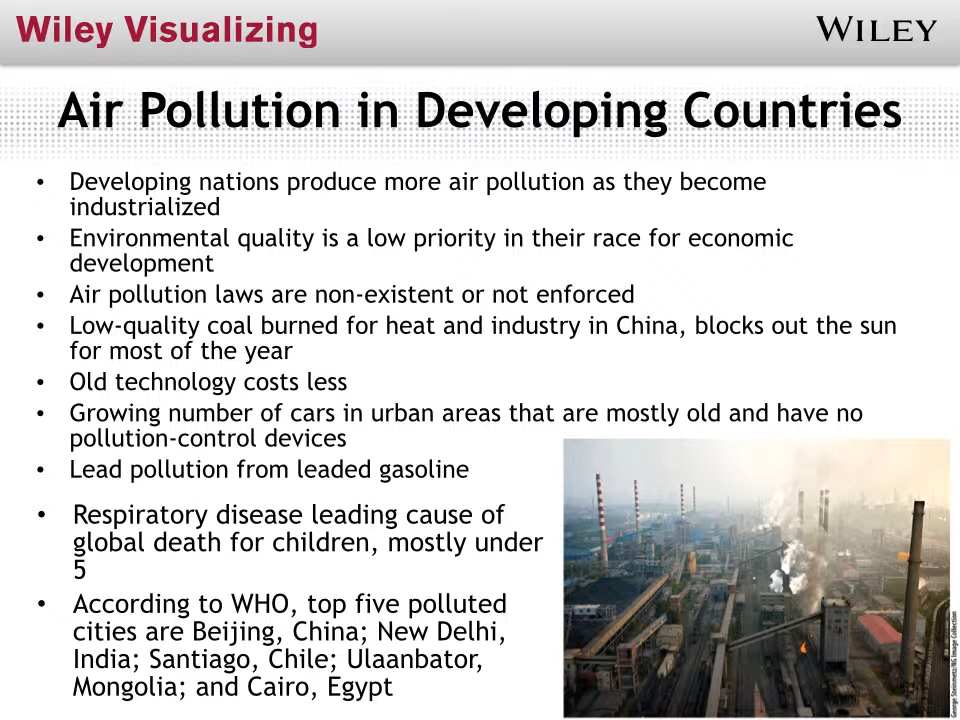 Wiley Visualizing
WILEY
Air Pollution in Developing Countries
• Developing nations produce more air pollution as they become
industrialized
• Environmental quality is a low priority in their race for economic
development
• Air pollution laws are non-existent or not enforced
• Low-quality coal burned for heat and industry in China, blocks out the sun
for most of the year
• Old technology costs less
• Growing number of cars in urban areas that are mostly old and have no
pollution-control devices
• Lead pollution from leaded gasoline
• Respiratory disease leading cause of
global death for children, mostly under
5
• According to WHO, top five polluted
cities are Beijing, China; New Delhi,
India; Santiago, Chile; Ulaanbator,
Mongolia; and Cairo, Egypt
George Steinmetz/NG Image Collection